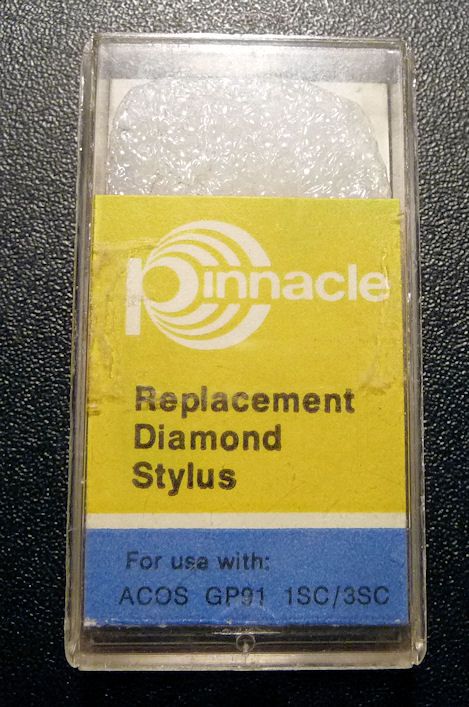 Pinnacle
Replacement
Diamond
Stylus
For use with:
ACOS GP91 1SC/3SC